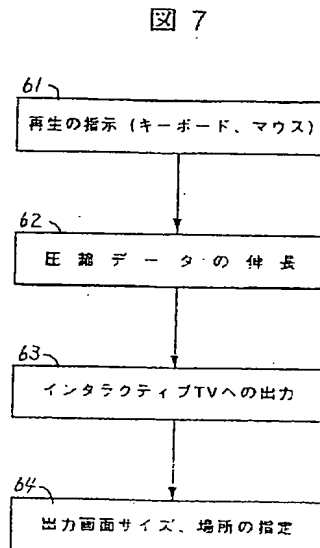 図 7
61
再生の指示 (キーボード、マウス)
62
圧縮データの伸長
63
インタラクティブTVへの出力
64
出力画面サイズ、場所の指定